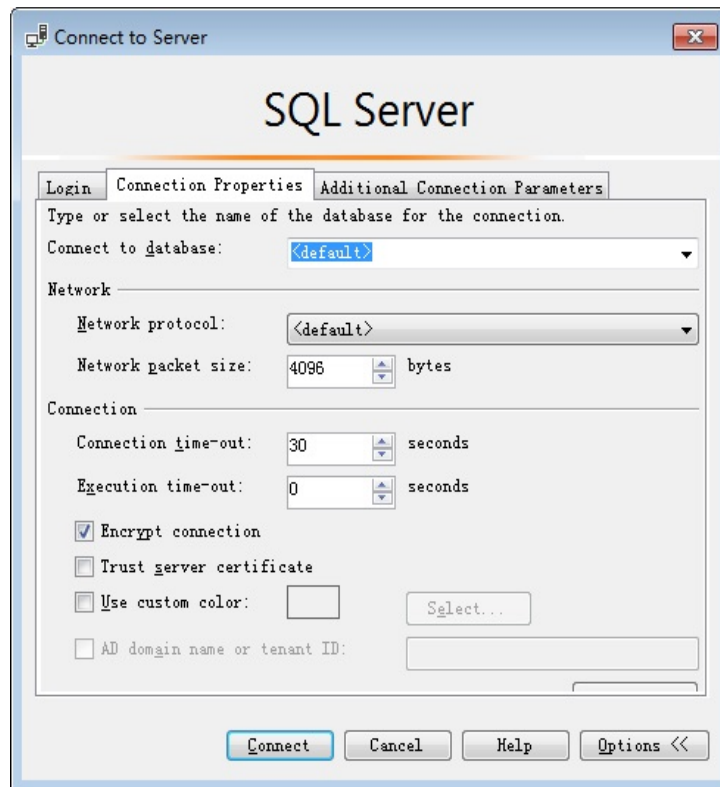 Connect to Server
SQL Server
Login Connection Properties Additional Connection Parameters
Type or select the name of the database for the connection.
Connect to database: <default>
Network
Network protocol: <default>
Network packet size: 4096 bytes
Connection
Connection time-out: 30 seconds
Execution time-out: 0 seconds
Encrypt connection
Trust server certificate
Use custom color: Select...
AD domain name or tenant ID:
Connect Cancel Help Options <<